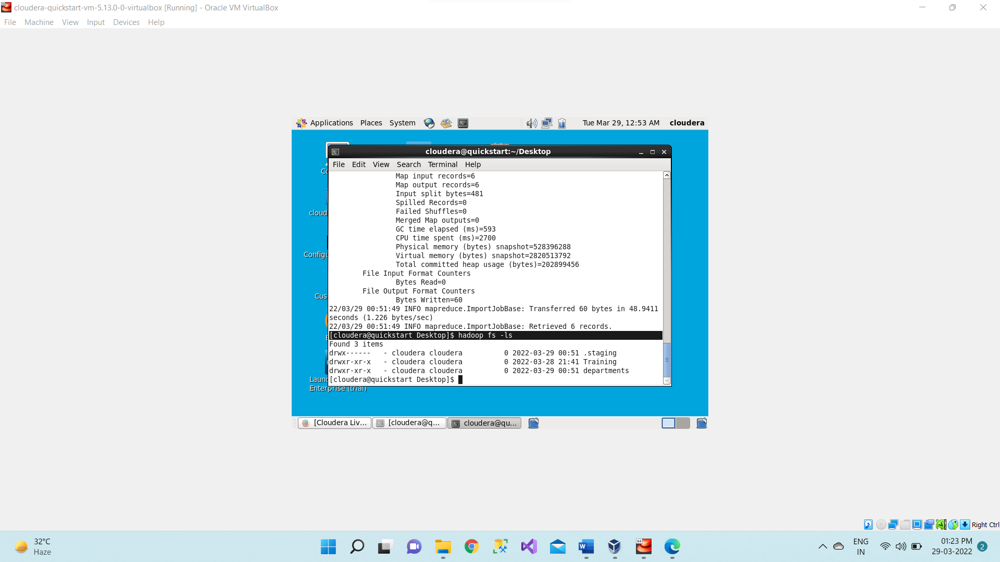 cloudera-quickstart-vm-5.13.0-0-virtualbox [Running] - Oracle VM VirtualBox
File Machine View Input Devices Help
Applications Places System Tue Mar 29, 12:53 AM cloudera
cloudera@quickstart:~/Desktop
File Edit View Search Terminal Help
Map input records=6
Map output records=6
Input split bytes=481
Spilled Records=0
Failed Shuffles=0
Merged Map outputs=0
GC time elapsed (ms)=593
CPU time spent (ms)=2700
Physical memory (bytes) snapshot=528396288
Virtual memory (bytes) snapshot=2820513792
Total committed heap usage (bytes)=202899456
File Input Format Counters
Bytes Read=0
File Output Format Counters
Bytes Written=60
22/03/29 00:51:49 INFO mapreduce.ImportJobBase: Transferred 60 bytes in 48.9411
seconds (1.226 bytes/sec)
22/03/29 00:51:49 INFO mapreduce.ImportJobBase: Retrieved 6 records.
[cloudera@quickstart Desktop]$ hadoop fs -ls
Found 3 items
drwx------ - cloudera cloudera 0 2022-03-29 00:51 .staging
drwxr-xr-x - cloudera cloudera 0 2022-03-28 21:41 Training
drwxr-xr-x - cloudera cloudera 0 2022-03-29 00:51 departments
[cloudera@quickstart Desktop]$
cloud
Configu
Cus
Laun
Enterprise (trial)
[Cloudera Liv... [cloudera@q... cloudera@qu...
Right Ctrl
32°C
Haze
64
ENG
IN
01:23 PM
29-03-2022
2